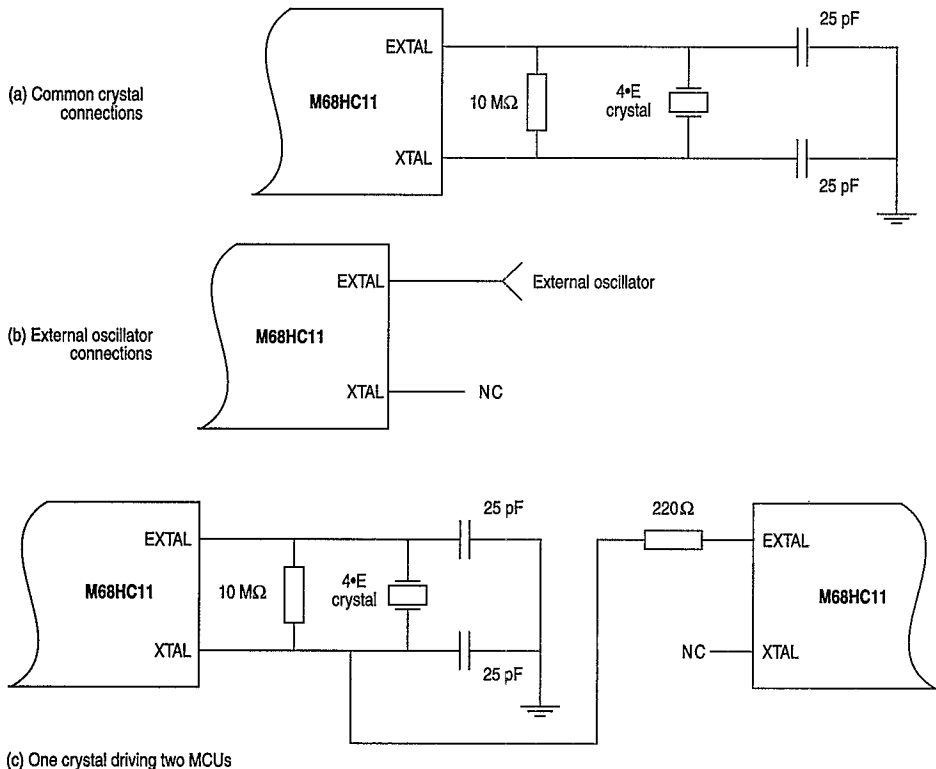 25 pF
EXTAL
(a) Common crystal
connections
M68HC11
10 MΩ
4•E
crystal
XTAL
25 pF
EXTAL
External oscillator
(b) External oscillator
connections
M68HC11
XTAL
NC
25 pF
220Ω
EXTAL
EXTAL
M68HC11
10 MΩ
4•E
crystal
M68HC11
XTAL
NC
XTAL
25 pF
(c) One crystal driving two MCUs